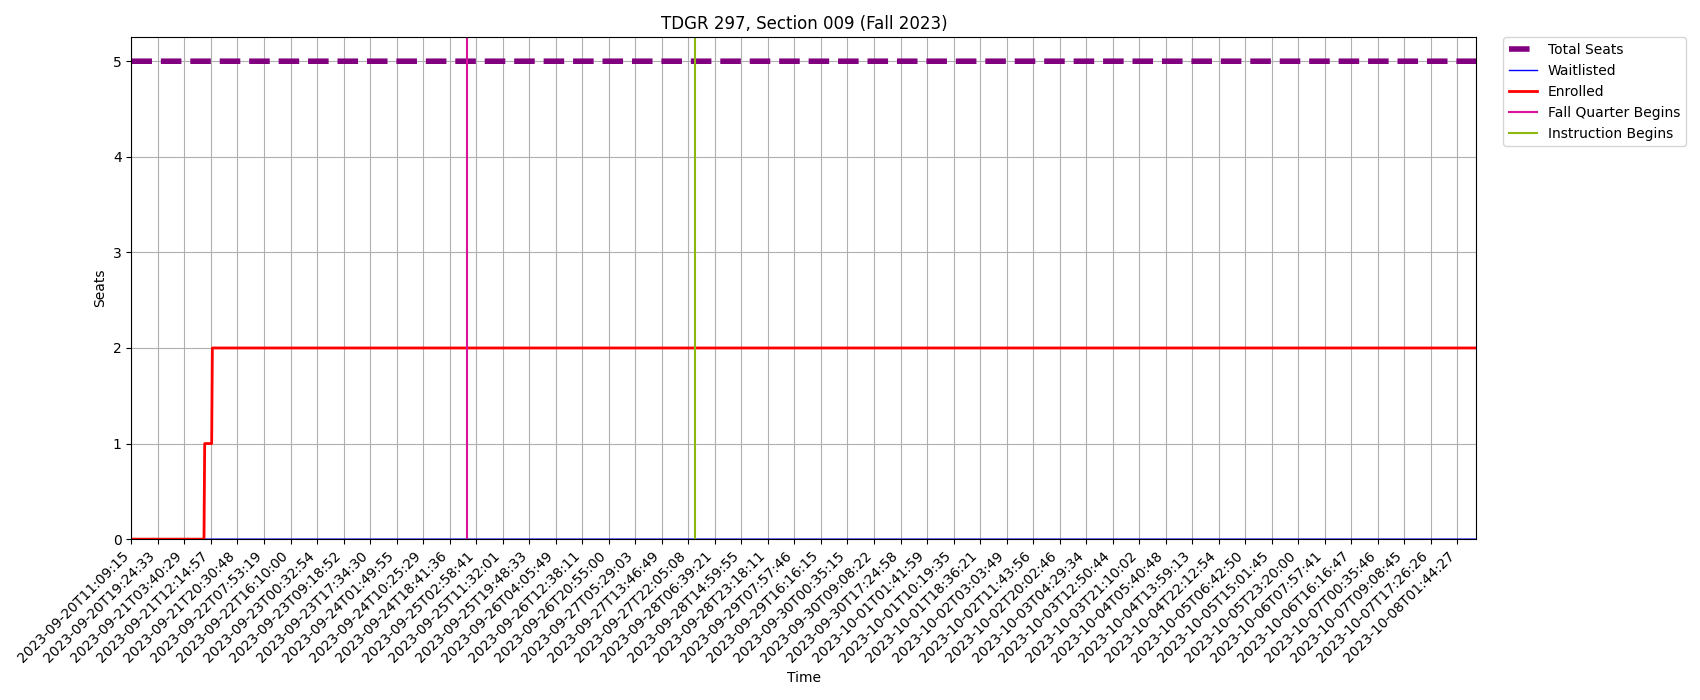 TDGR 297, Section 009 (Fall 2023)
Total Seats
Waitlisted
Enrolled
Fall Quarter Begins
Instruction Begins
Seats
5
4
3
2
1
0
2023-09-20T11:09:15
2023-09-20T19:24:33
2023-09-21T03:40:29
2023-09-21T12:14:57
2023-09-21T20:30:48
2023-09-22T07:53:19
2023-09-22T16:10:00
2023-09-23T00:32:54
2023-09-23T09:18:52
2023-09-23T17:34:30
2023-09-24T01:49:55
2023-09-24T10:25:29
2023-09-24T18:41:36
2023-09-25T02:58:41
2023-09-25T11:32:01
2023-09-25T19:48:33
2023-09-26T04:05:49
2023-09-26T12:38:11
2023-09-26T20:55:00
2023-09-27T05:29:03
2023-09-27T13:46:49
2023-09-27T22:05:08
2023-09-28T06:39:21
2023-09-28T14:59:55
2023-09-28T23:18:11
2023-09-29T07:57:46
2023-09-29T16:16:15
2023-09-30T00:35:15
2023-09-30T09:08:22
2023-09-30T17:24:58
2023-10-01T01:41:59
2023-10-01T10:19:35
2023-10-01T18:36:21
2023-10-02T03:03:49
2023-10-02T11:43:56
2023-10-02T20:02:46
2023-10-03T04:29:34
2023-10-03T12:50:44
2023-10-03T21:10:02
2023-10-04T05:40:48
2023-10-04T13:59:13
2023-10-04T22:12:54
2023-10-05T06:42:50
2023-10-05T15:01:45
2023-10-05T23:20:00
2023-10-06T07:57:41
2023-10-06T16:16:47
2023-10-07T00:35:46
2023-10-07T09:08:45
2023-10-07T17:26:26
2023-10-08T01:44:27
Time